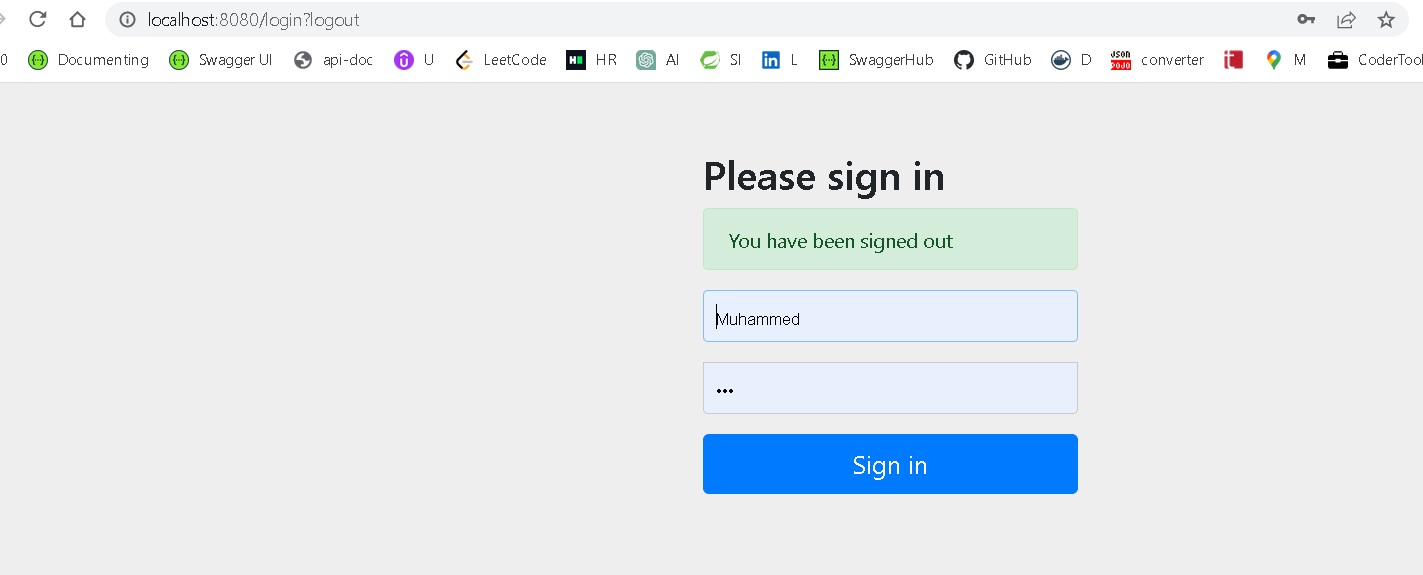 localhost:8080/login?logout
0 Documenting Swagger UI api-doc U LeetCode HR AI SI L SwaggerHub GitHub D JSON DOJO converter M CoderTool
Please sign in
You have been signed out
Muhammed
•••
Sign in